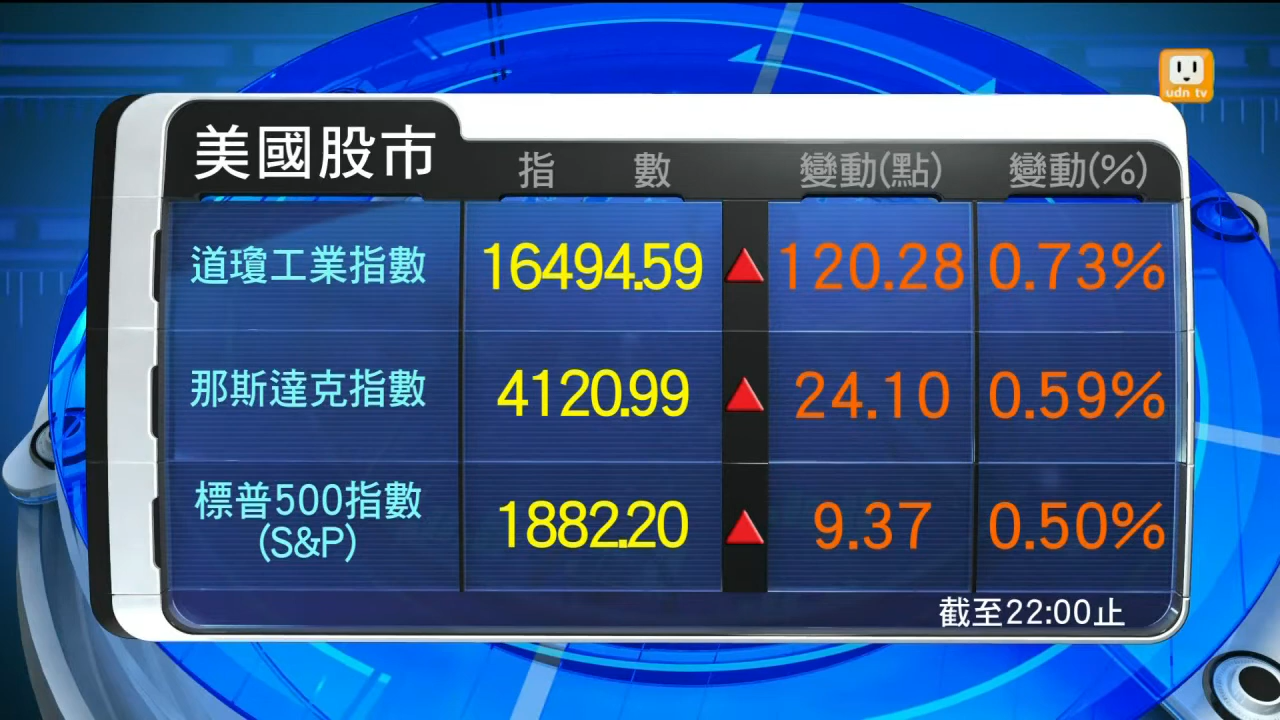 udn tv
美國股市 指數 變動(點) 變動(%)
道瓊工業指數 16494.59 ▲ 120.28 0.73%
那斯達克指數 4120.99 ▲ 24.10 0.59%
標普500指數
(S&P) 1882.20 ▲ 9.37 0.50%
截至22:00止